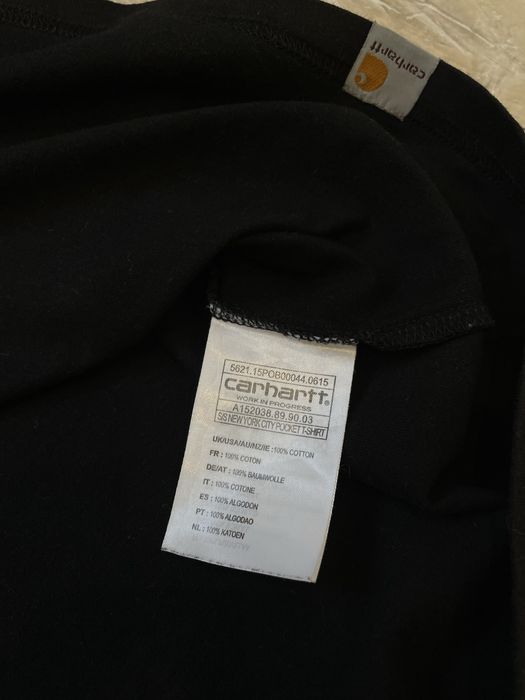 carhartt
5621.15POB00044.0615
carhartt®
WORK IN PROGRESS
A152038.89.90.03
S/S NEW YORK CITY POCKET T-SHIRT
UK/USA/AU/NZ/IE : 100% COTTON
FR : 100% COTON
DE/AT : 100% BAUMWOLLE
IT : 100% COTONE
ES : 100% ALGODON
PT : 100% ALGODAO
NL : 100% KATOEN